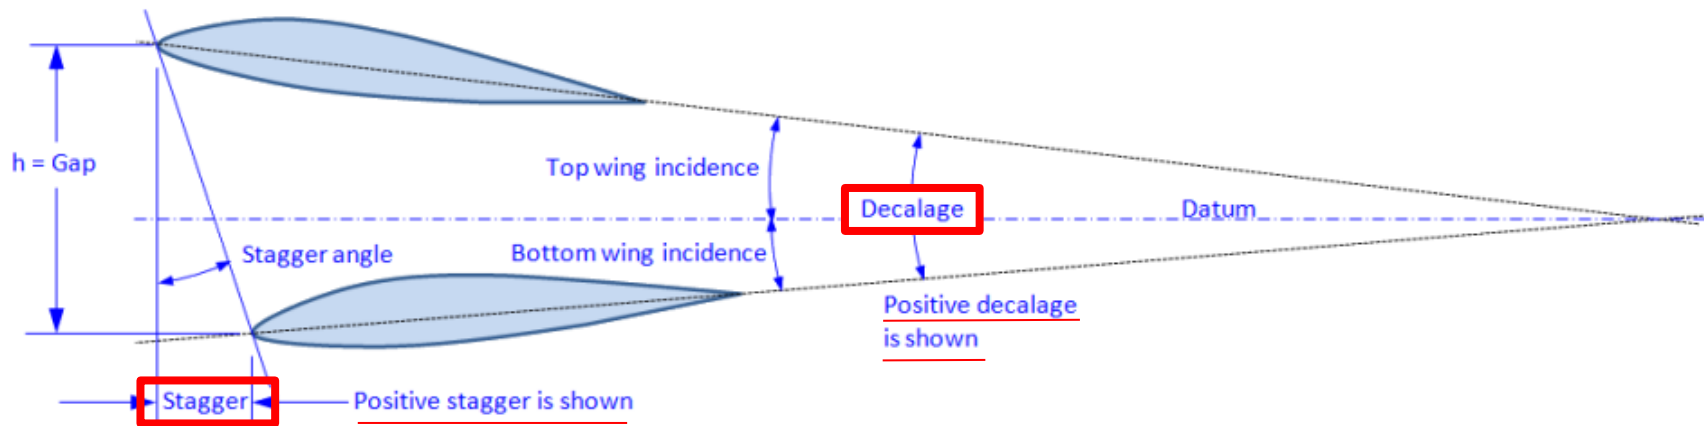 h = Gap
Top wing incidence
Decalage
Datum
Stagger angle
Bottom wing incidence
Positive decalage
is shown
Stagger
Positive stagger is shown